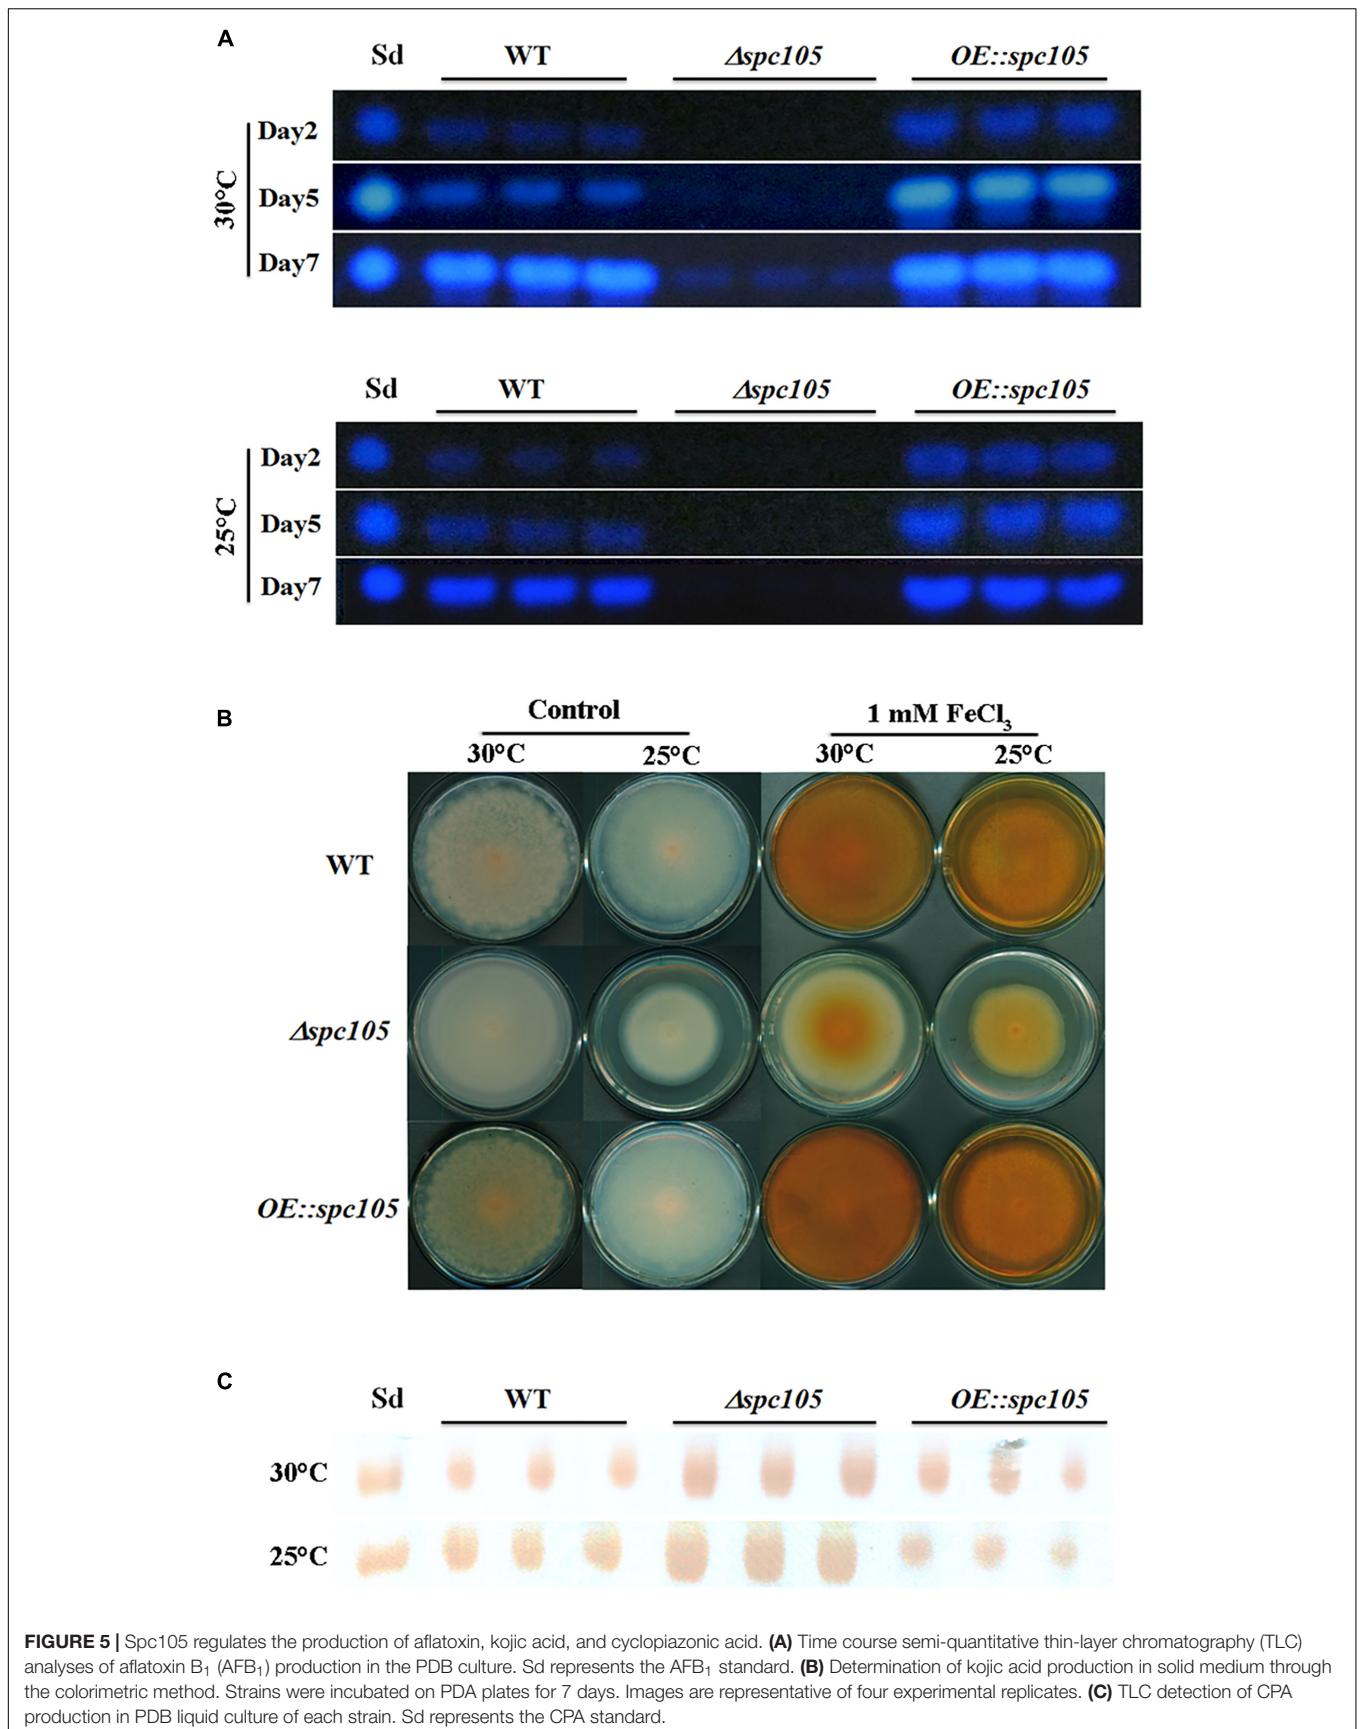 A
Sd WT Δspc105 OE::spc105
30°C
Day2
Day5
Day7
Sd WT Δspc105 OE::spc105
25°C
Day2
Day5
Day7
B
Control 1 mM FeCl₃
30°C 25°C 30°C 25°C
WT
Δspc105
OE::spc105
C
Sd WT Δspc105 OE::spc105
30°C
25°C
FIGURE 5 | Spc105 regulates the production of aflatoxin, kojic acid, and cyclopiazonic acid. (A) Time course semi-quantitative thin-layer chromatography (TLC)
analyses of aflatoxin B₁ (AFB₁) production in the PDB culture. Sd represents the AFB₁ standard. (B) Determination of kojic acid production in solid medium through
the colorimetric method. Strains were incubated on PDA plates for 7 days. Images are representative of four experimental replicates. (C) TLC detection of CPA
production in PDB liquid culture of each strain. Sd represents the CPA standard.